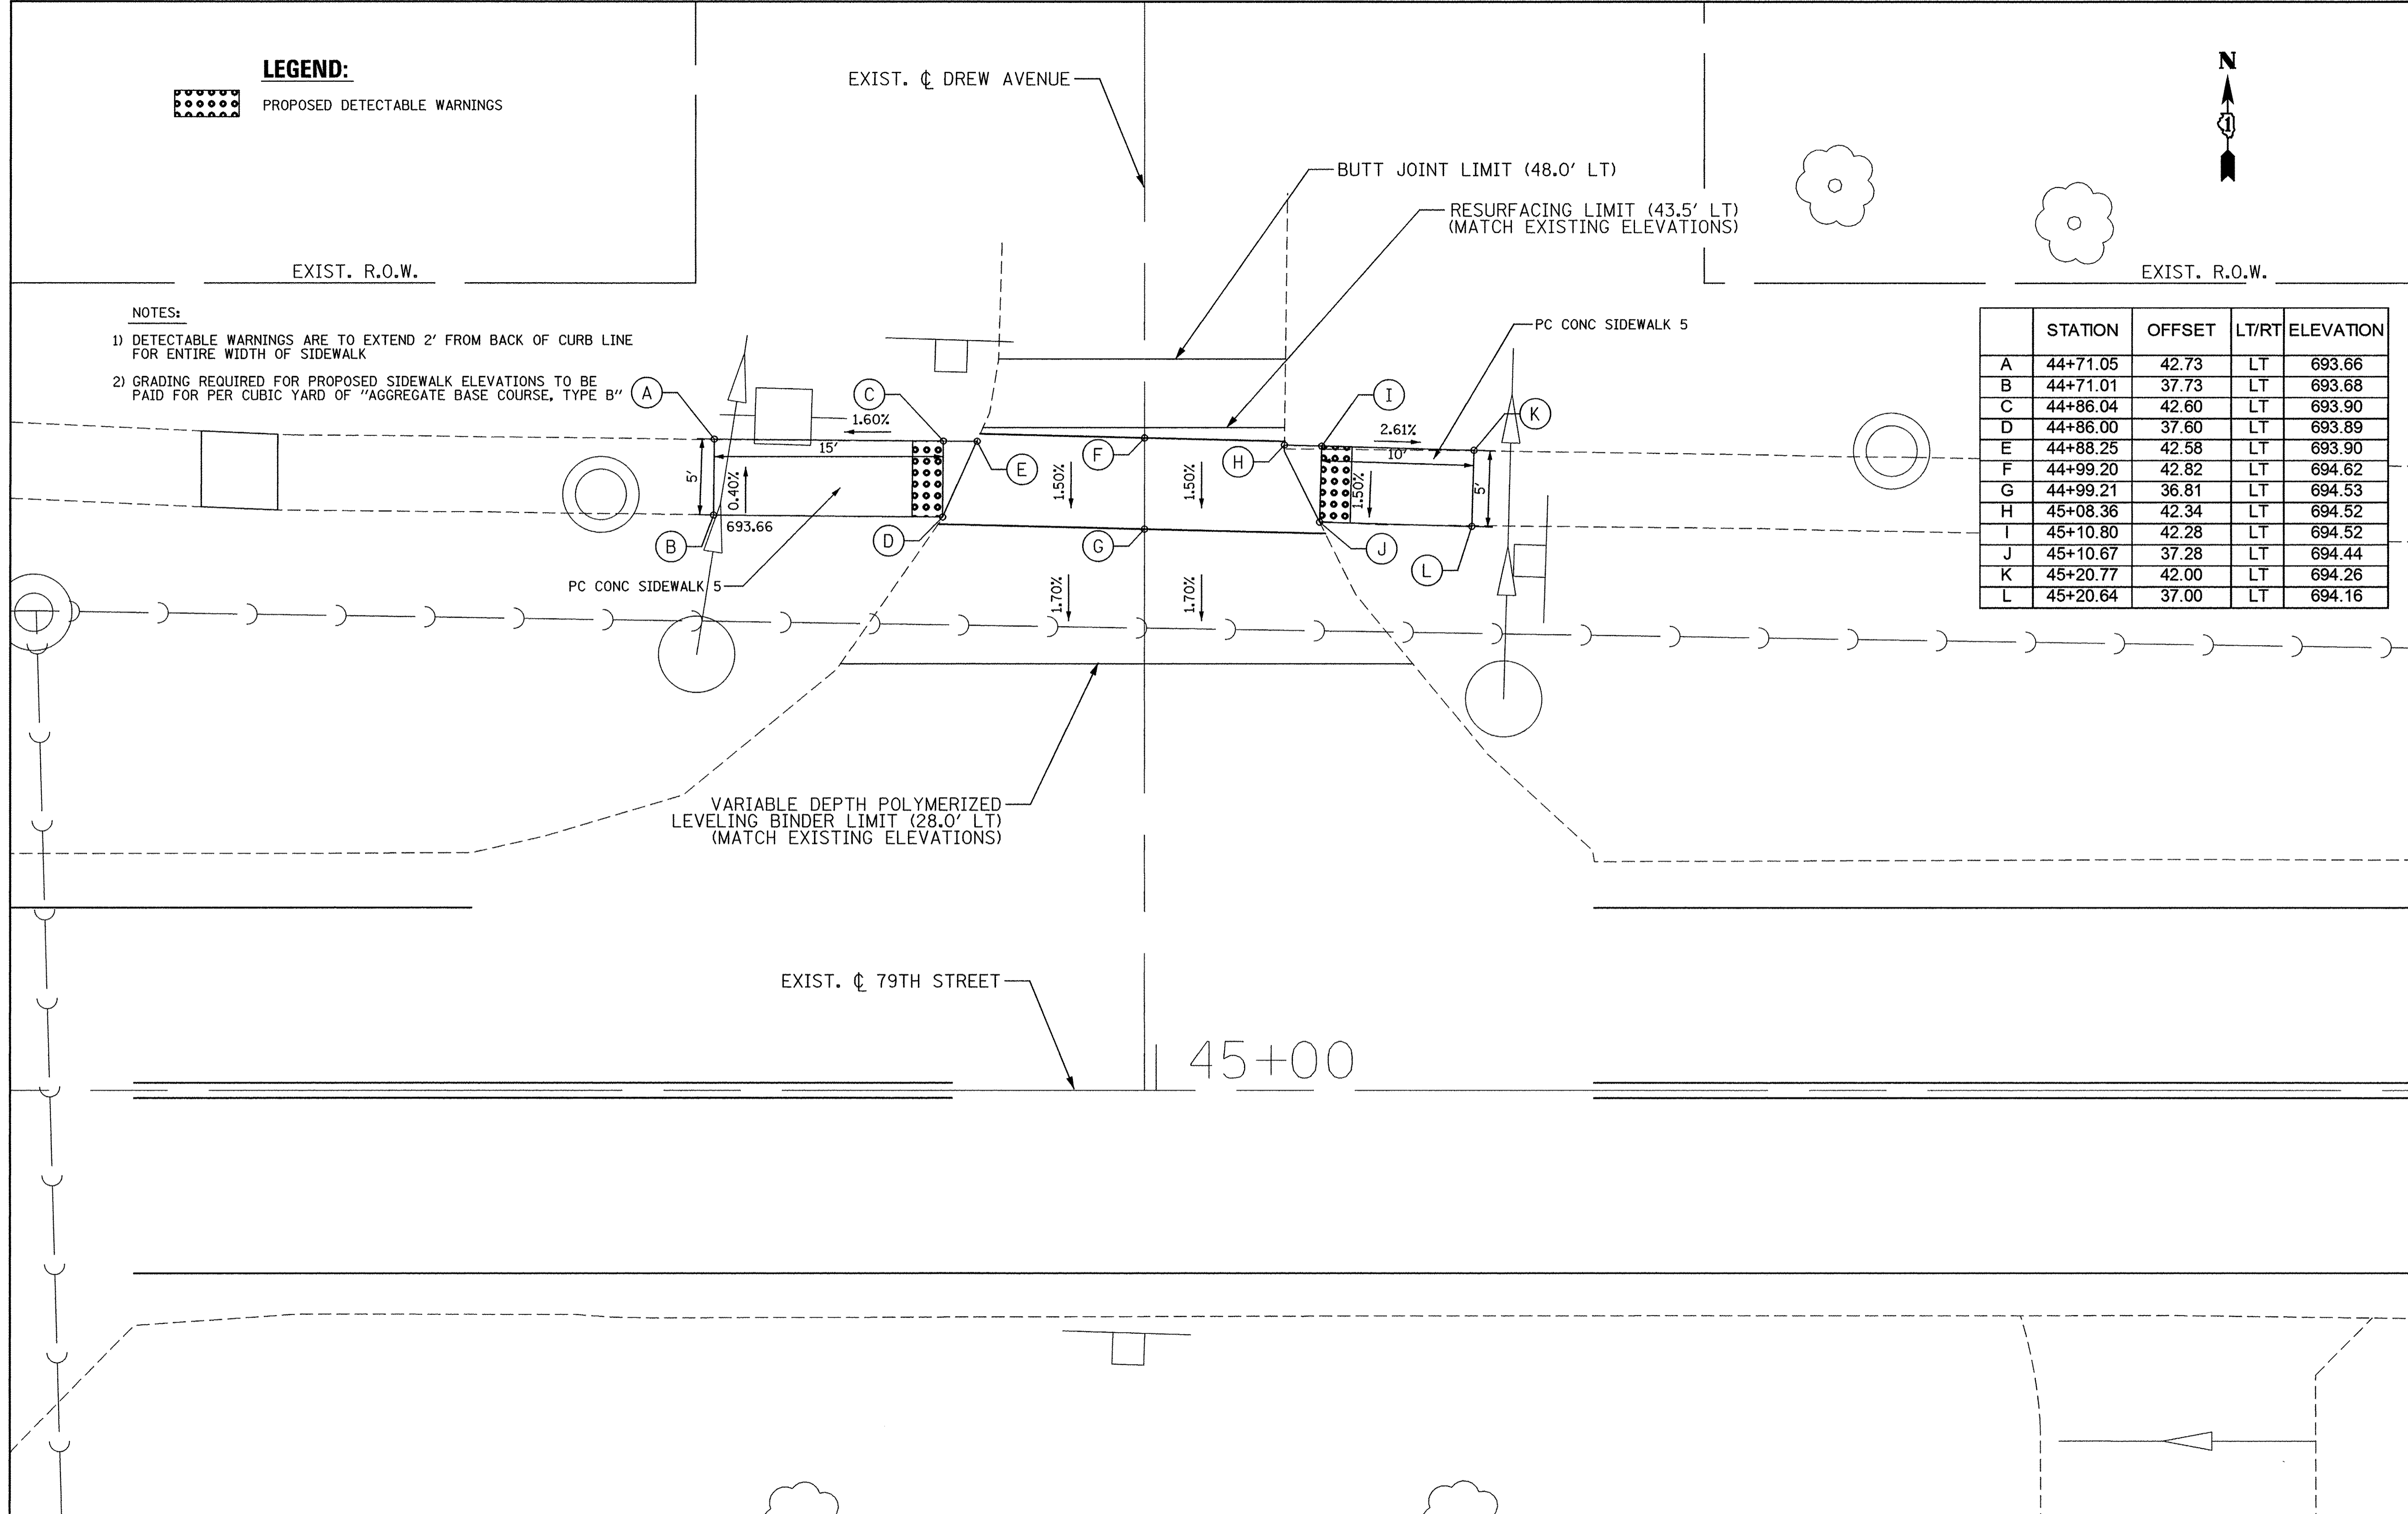 LEGEND:
PROPOSED DETECTABLE WARNINGS
EXIST. ℄ DREW AVENUE
N
1
BUTT JOINT LIMIT (48.0' LT)
RESURFACING LIMIT (43.5' LT)
(MATCH EXISTING ELEVATIONS)
EXIST. R.O.W.
EXIST. R.O.W.
NOTES:
1) DETECTABLE WARNINGS ARE TO EXTEND 2' FROM BACK OF CURB LINE
FOR ENTIRE WIDTH OF SIDEWALK
2) GRADING REQUIRED FOR PROPOSED SIDEWALK ELEVATIONS TO BE
PAID FOR PER CUBIC YARD OF "AGGREGATE BASE COURSE, TYPE B"
PC CONC SIDEWALK 5
STATION OFFSET LT/RT ELEVATION
A 44+71.05 42.73 LT 693.66
B 44+71.01 37.73 LT 693.68
C 44+86.04 42.60 LT 693.90
D 44+86.00 37.60 LT 693.89
E 44+88.25 42.58 LT 693.90
F 44+99.20 42.82 LT 694.62
G 44+99.21 36.81 LT 694.53
H 45+08.36 42.34 LT 694.52
I 45+10.80 42.28 LT 694.52
J 45+10.67 37.28 LT 694.44
K 45+20.77 42.00 LT 694.26
L 45+20.64 37.00 LT 694.16
A
C
I
K
1.60%
2.61%
15'
10'
F
H
E
5'
0.40%
1.50%
1.50%
1.50%
5'
693.66
B
D
G
J
L
PC CONC SIDEWALK 5
1.70%
1.70%
VARIABLE DEPTH POLYMERIZED
LEVELING BINDER LIMIT (28.0' LT)
(MATCH EXISTING ELEVATIONS)
EXIST. ℄ 79TH STREET
45+00